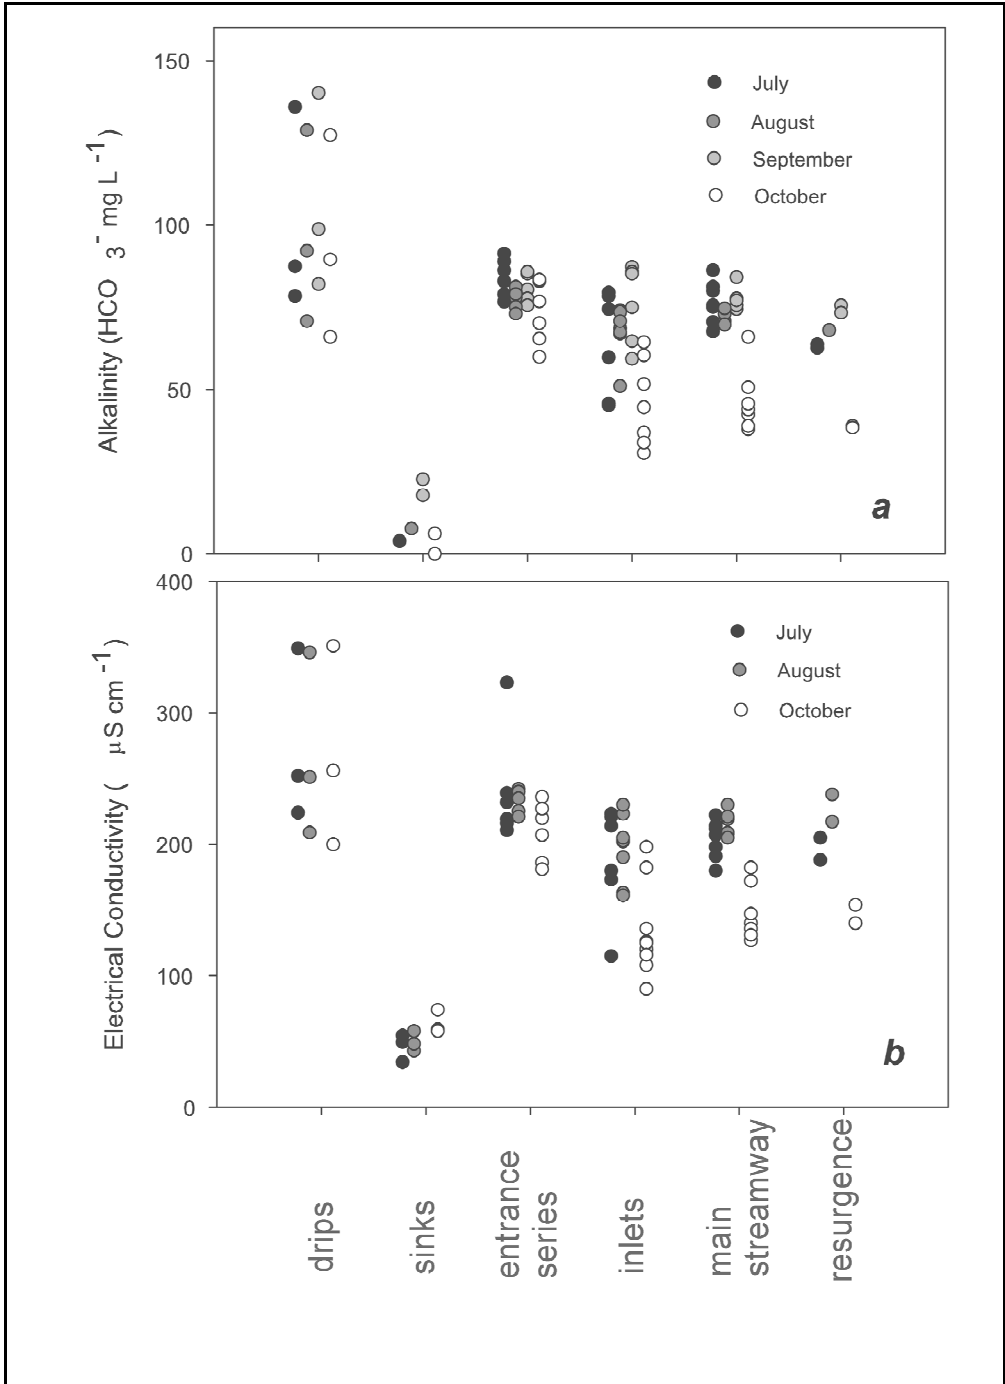 150
100
50
0
Alkalinity (HCO 3 - mg L -1)
July
August
September
October
a
400
300
200
100
0
Electrical Conductivity ( µS cm -1)
July
August
October
b
drips
sinks
entrance
series
inlets
main
streamway
resurgence